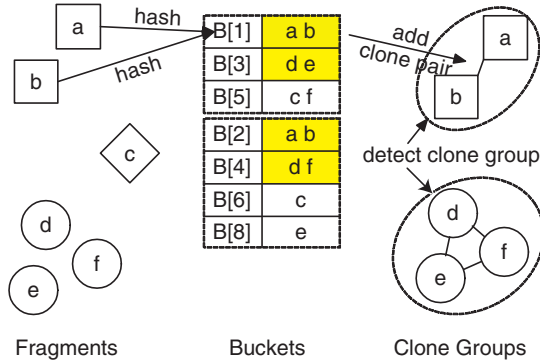 a
hash
b
hash
c
d
f
e
B[1] a b
B[3] d e
B[5] c f
B[2] a b
B[4] d f
B[6] c
B[8] e
add
clone pair
a
b
detect clone group
d
f
e
Fragments Buckets Clone Groups